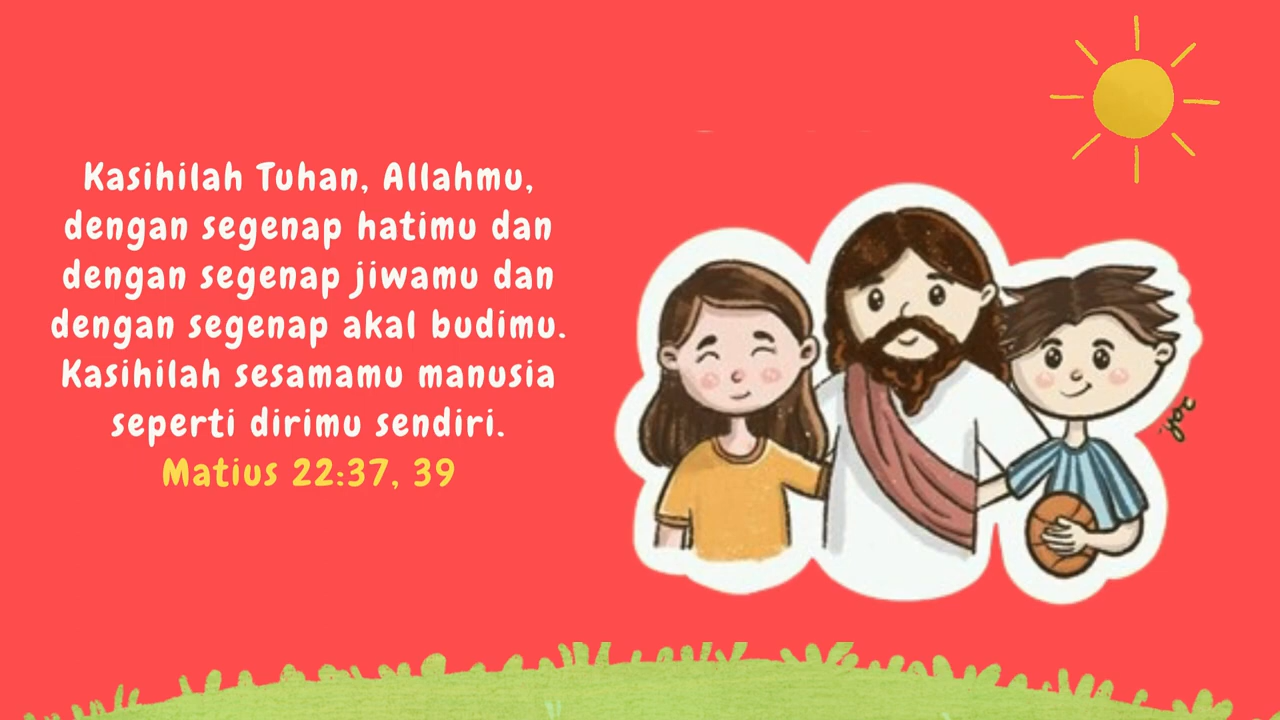 Kasihilah Tuhan, Allahmu,
dengan segenap hatimu dan
dengan segenap jiwamu dan
dengan segenap akal budimu.
Kasihilah sesamamu manusia
seperti dirimu sendiri.
Matius 22:37, 39